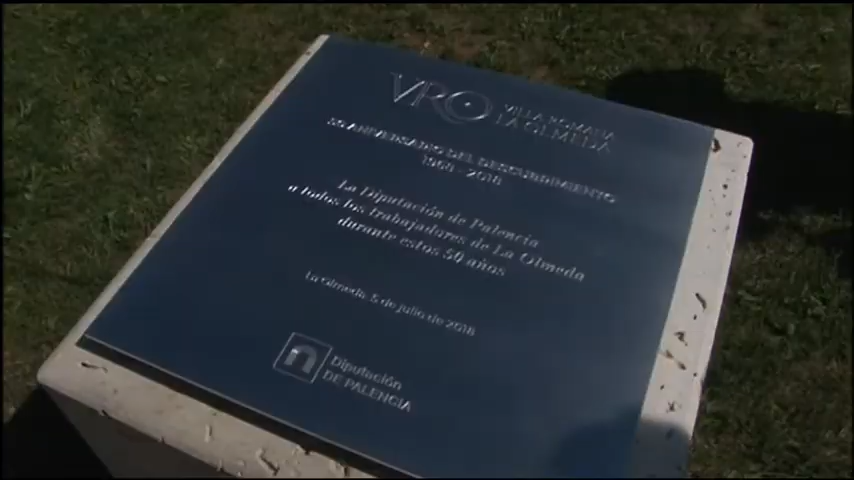 VRO
VILLA ROMANA
LA OLMEDA
50 ANIVERSARIO DEL DESCUBRIMIENTO
1968 - 2018
La Diputación de Palencia
a todos los trabajadores de La Olmeda
durante estos 50 años
La Olmeda, 5 de julio de 2018
Diputación
DE PALENCIA